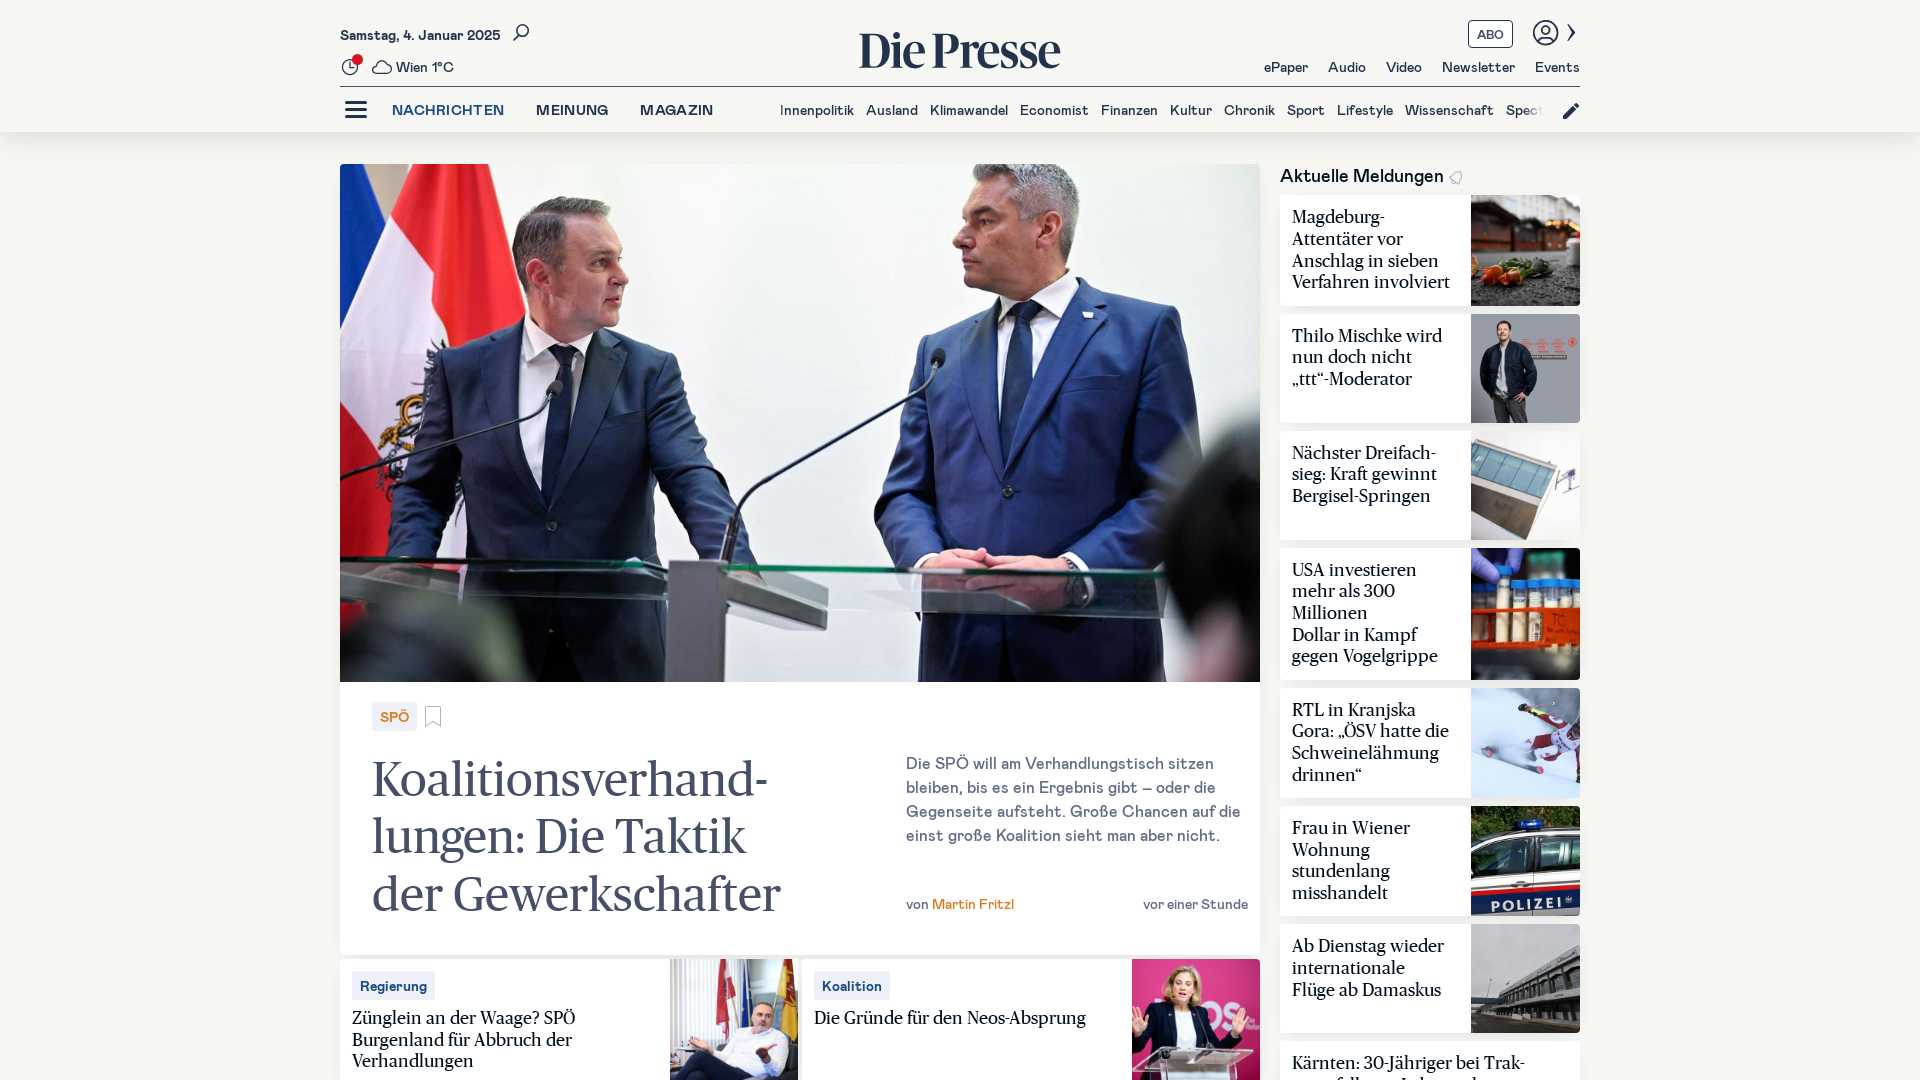 Samstag, 4. Januar 2025
Wien 1°C
Die Presse
ABO
ePaper
Audio
Video
Newsletter
Events
NACHRICHTEN
MEINUNG
MAGAZIN
Innenpolitik
Ausland
Klimawandel
Economist
Finanzen
Kultur
Chronik
Sport
Lifestyle
Wissenschaft
SPÖ
Koalitionsverhand-
lungen: Die Taktik
der Gewerkschafter
Die SPÖ will am Verhandlungstisch sitzen
bleiben, bis es ein Ergebnis gibt – oder die
Gegenseite aufsteht. Große Chancen auf die
einst große Koalition sieht man aber nicht.
von Martin Fritzl
vor einer Stunde
Regierung
Zünglein an der Waage? SPÖ
Burgenland für Abbruch der
Verhandlungen
Koalition
Die Gründe für den Neos-Absprung
Aktuelle Meldungen
Magdeburg-
Attentäter vor
Anschlag in sieben
Verfahren involviert
Thilo Mischke wird
nun doch nicht
„ttt“-Moderator
Nächster Dreifach-
sieg: Kraft gewinnt
Bergisel-Springen
USA investieren
mehr als 300
Millionen
Dollar in Kampf
gegen Vogelgrippe
RTL in Kranjska
Gora: „ÖSV hatte die
Schweinelähmung
drinnen“
Frau in Wiener
Wohnung
stundenlang
misshandelt
POLIZEI
Ab Dienstag wieder
internationale
Flüge ab Damaskus
Kärnten: 30-Jähriger bei Trak-